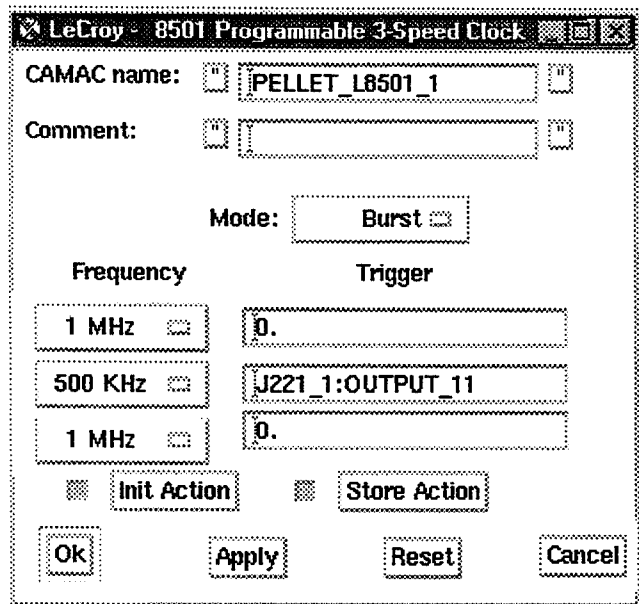 LeCroy - 8501 Programmable 3-Speed Clock
CAMAC name: " PELLET_L8501_1 "
Comment: " "
Mode: Burst
Frequency Trigger
1 MHz 0.
500 KHz J221_1:OUTPUT_11
1 MHz 0.
Init Action Store Action
Ok Apply Reset Cancel